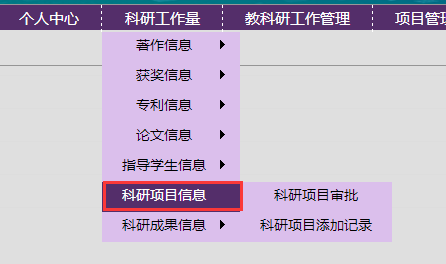 个人中心 科研工作量 教科研工作管理 项目管理
著作信息
获奖信息
专利信息
论文信息
指导学生信息
科研项目信息 科研项目审批
科研成果信息 科研项目添加记录